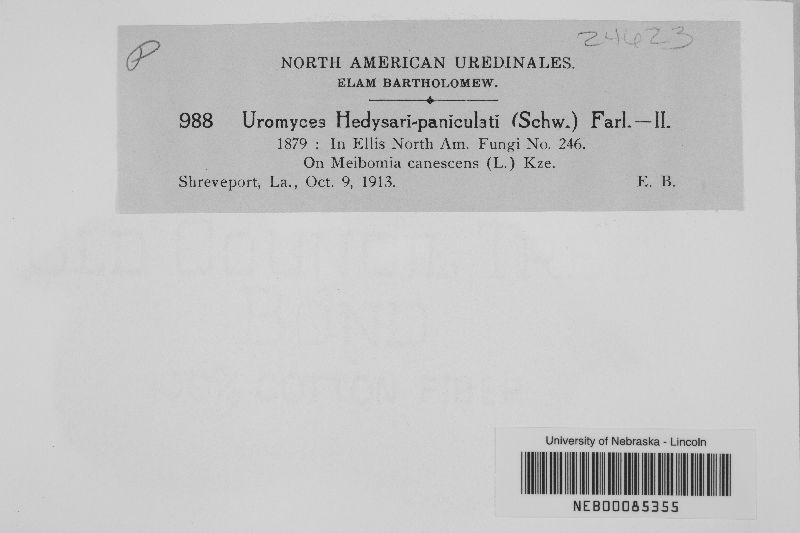 P
24623
NORTH AMERICAN UREDINALES.
ELAM BARTHOLOMEW.
988 Uromyces Hedysari-paniculati (Schw.) Farl.—II.
1879 : In Ellis North Am. Fungi No. 246.
On Meibomia canescens (L.) Kze.
Shreveport, La., Oct. 9, 1913. E. B.
University of Nebraska - Lincoln
NEB00085355